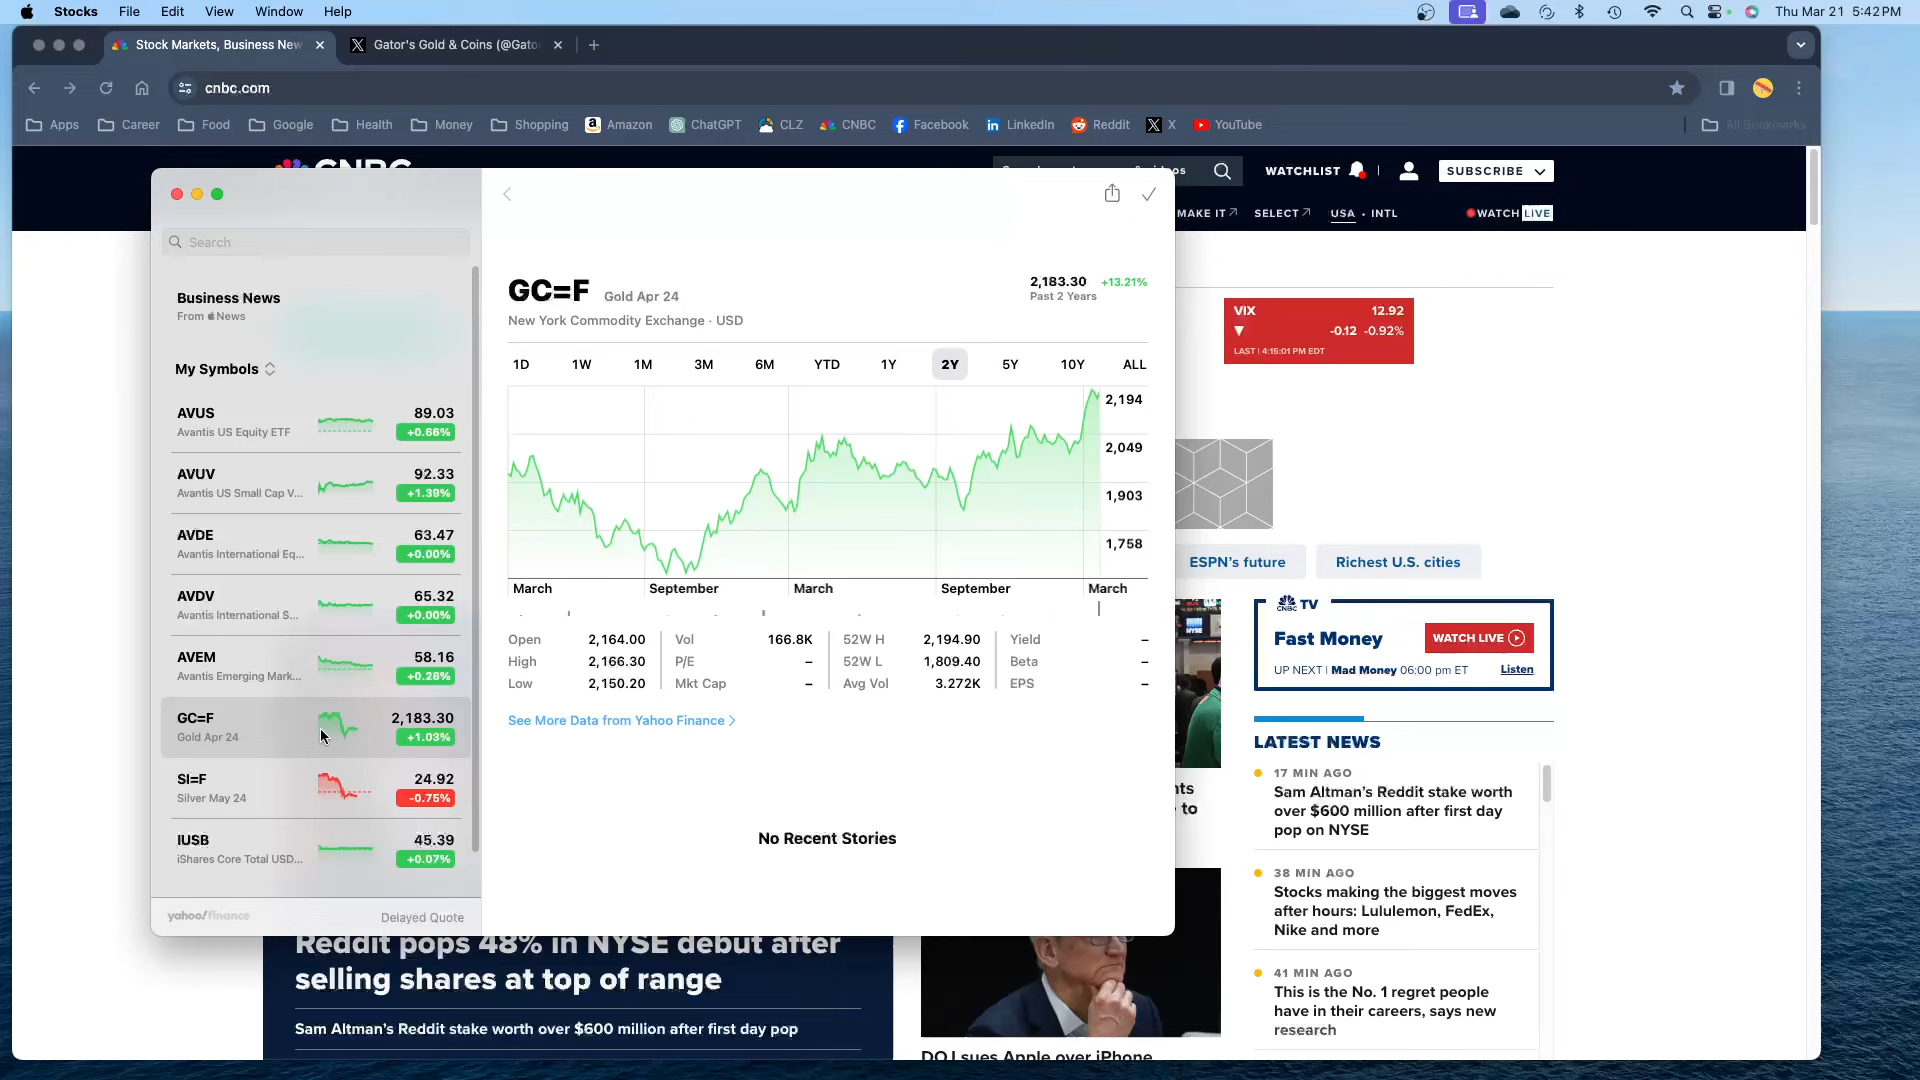 Stocks File Edit View Window Help
Thu Mar 21 5:42PM
Stock Markets, Business New
Gator's Gold & Coins (@Gato
cnbc.com
Apps Career Food Google Health Money Shopping Amazon ChatGPT CLZ CNBC Facebook LinkedIn Reddit X YouTube
All Bookmarks
CNBC
WATCHLIST
SUBSCRIBE
MAKE IT SELECT USA • INTL WATCH LIVE
Search
Business News
From News
My Symbols
AVUS 89.03
Avantis US Equity ETF +0.66%
AVUV 92.33
Avantis US Small Cap V... +1.39%
AVDE 63.47
Avantis International Eq... +0.00%
AVDV 65.32
Avantis International S... +0.00%
AVEM 58.16
Avantis Emerging Mark... +0.26%
GC=F 2,183.30
Gold Apr 24 +1.03%
SI=F 24.92
Silver May 24 -0.75%
IUSB 45.39
iShares Core Total USD... +0.07%
yahoo!finance Delayed Quote
GC=F Gold Apr 24
2,183.30 +13.21%
Past 2 Years
New York Commodity Exchange · USD
1D 1W 1M 3M 6M YTD 1Y 2Y 5Y 10Y ALL
2,194
2,049
1,903
1,758
March September March September March
Open 2,164.00 Vol 166.8K 52W H 2,194.90 Yield –
High 2,166.30 P/E – 52W L 1,809.40 Beta –
Low 2,150.20 Mkt Cap – Avg Vol 3.272K EPS –
See More Data from Yahoo Finance
No Recent Stories
VIX 12.92
-0.12 -0.92%
LAST | 4:15:01 PM EDT
ESPN's future
Richest U.S. cities
CNBC TV
Fast Money WATCH LIVE
UP NEXT | Mad Money 06:00 pm ET Listen
LATEST NEWS
17 MIN AGO
Sam Altman's Reddit stake worth
over $600 million after first day
pop on NYSE
38 MIN AGO
Stocks making the biggest moves
after hours: Lululemon, FedEx,
Nike and more
41 MIN AGO
This is the No. 1 regret people
have in their careers, says new
research
to
Reddit pops 48% in NYSE debut after
selling shares at top of range
Sam Altman's Reddit stake worth over $600 million after first day pop
DOJ sues Apple over iPhone